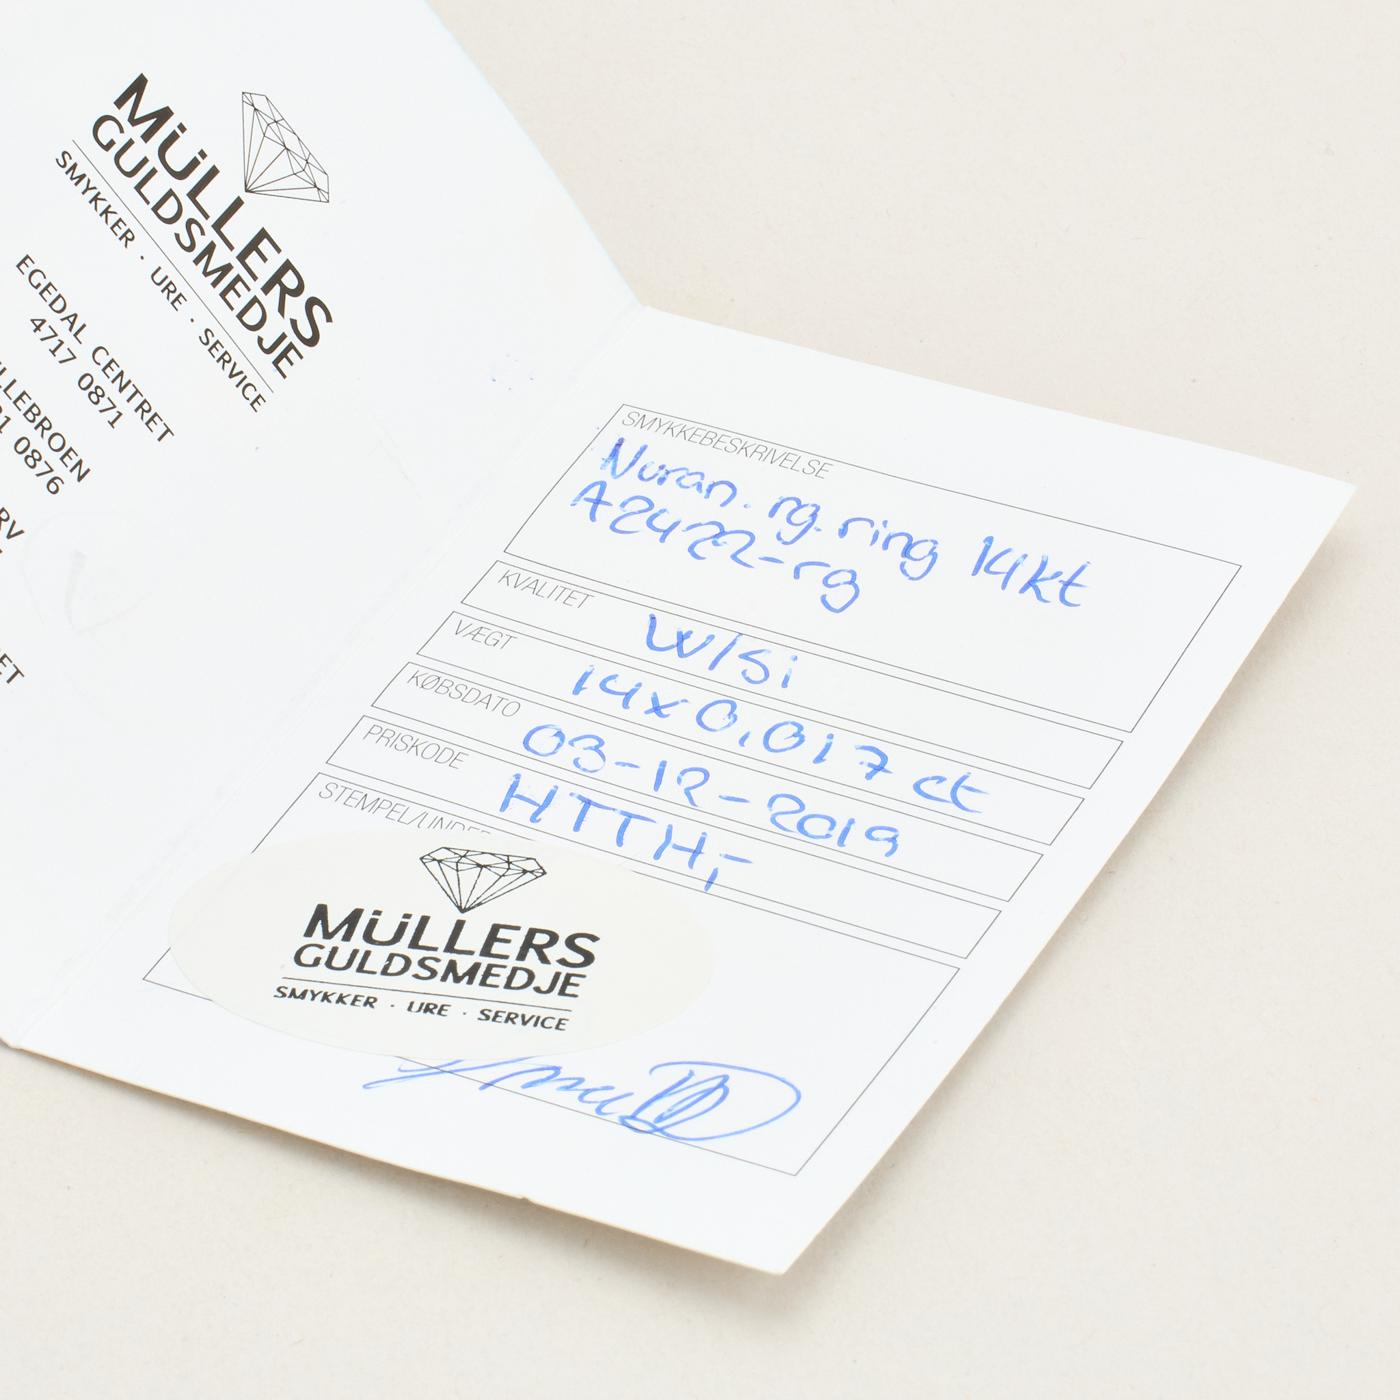 MÜLLERS
GULDSMEDJE
SMYKKER · URE · SERVICE
EGEDAL CENTRET
4717 0871
0876
SMYKKEBESKRIVELSE
Nuran. rg. ring 14kt
A2422-rg
KVALITET
W/Si
VÆGT
14x0,017 ct
KØBSDATO
03-12-2019
PRISKODE
HTTH,-
MÜLLERS
GULDSMEDJE
SMYKKER · URE · SERVICE